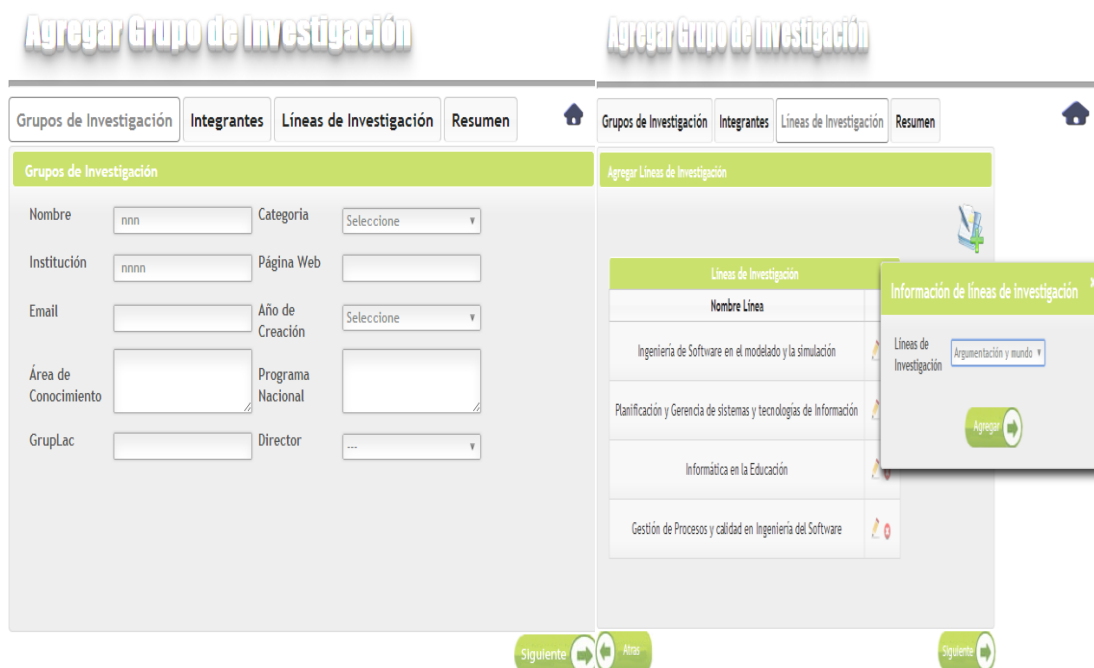 Agregar Grupo de Investigación
Grupos de Investigación Integrantes Líneas de Investigación Resumen
Grupos de Investigación
Nombre nnn Categoria Seleccione
Institución nnnn Página Web
Email Año de
Creación Seleccione
Área de
Conocimiento Programa
Nacional
GrupLac Director ---
Siguiente
Agregar Grupo de Investigación
Grupos de Investigación Integrantes Líneas de Investigación Resumen
Agregar Líneas de Investigación
Líneas de Investigación
Nombre Línea
Ingeniería de Software en el modelado y la simulación
Planificación y Gerencia de sistemas y tecnologías de Información
Informática en la Educación
Gestión de Procesos y calidad en Ingeniería del Software
Información de líneas de investigación
Líneas de
Investigación Argumentación y mundo
Agregar
Atras
Siguiente